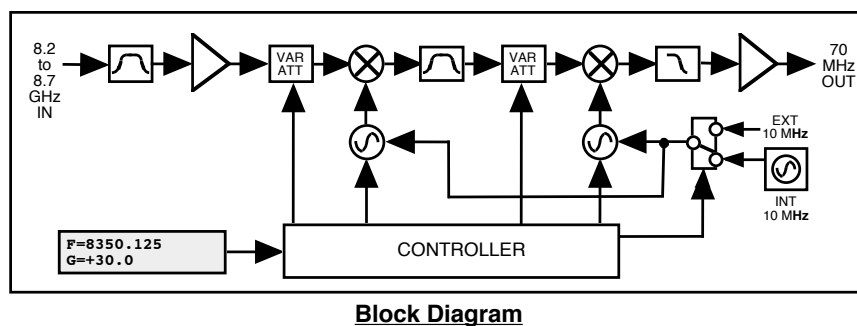 8.2
to
8.7
GHz
IN
VAR
ATT
VAR
ATT
70
MHz
OUT
EXT
10 MHz
INT
10 MHz
F=8350.125
G=+30.0
CONTROLLER
Block Diagram